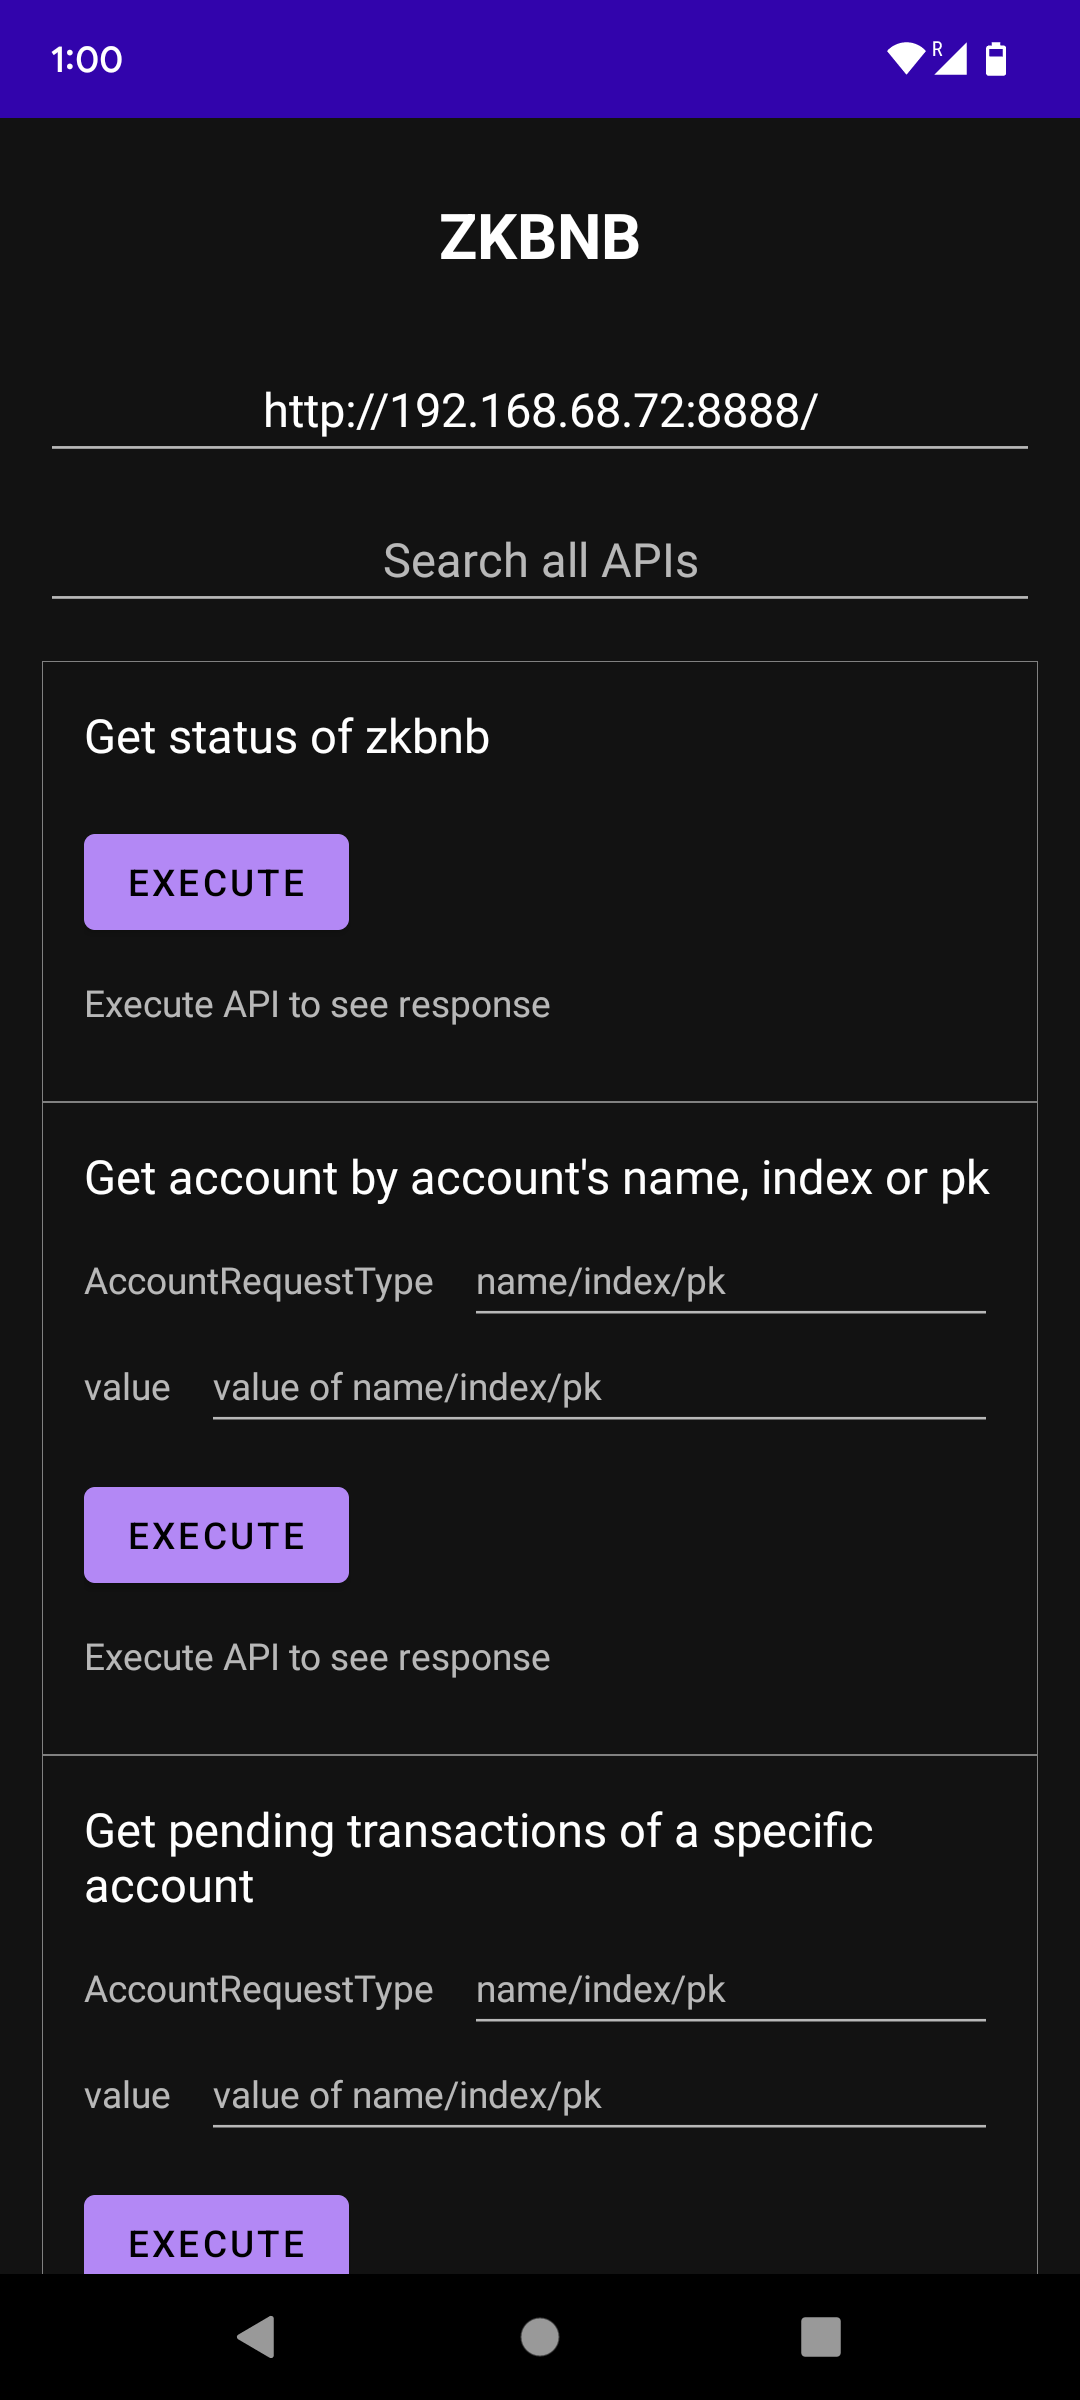 1:00
R
ZKBNB
http://192.168.68.72:8888/
Search all APIs
Get status of zkbnb
EXECUTE
Execute API to see response
Get account by account's name, index or pk
AccountRequestType name/index/pk
value value of name/index/pk
EXECUTE
Execute API to see response
Get pending transactions of a specific
account
AccountRequestType name/index/pk
value value of name/index/pk
EXECUTE